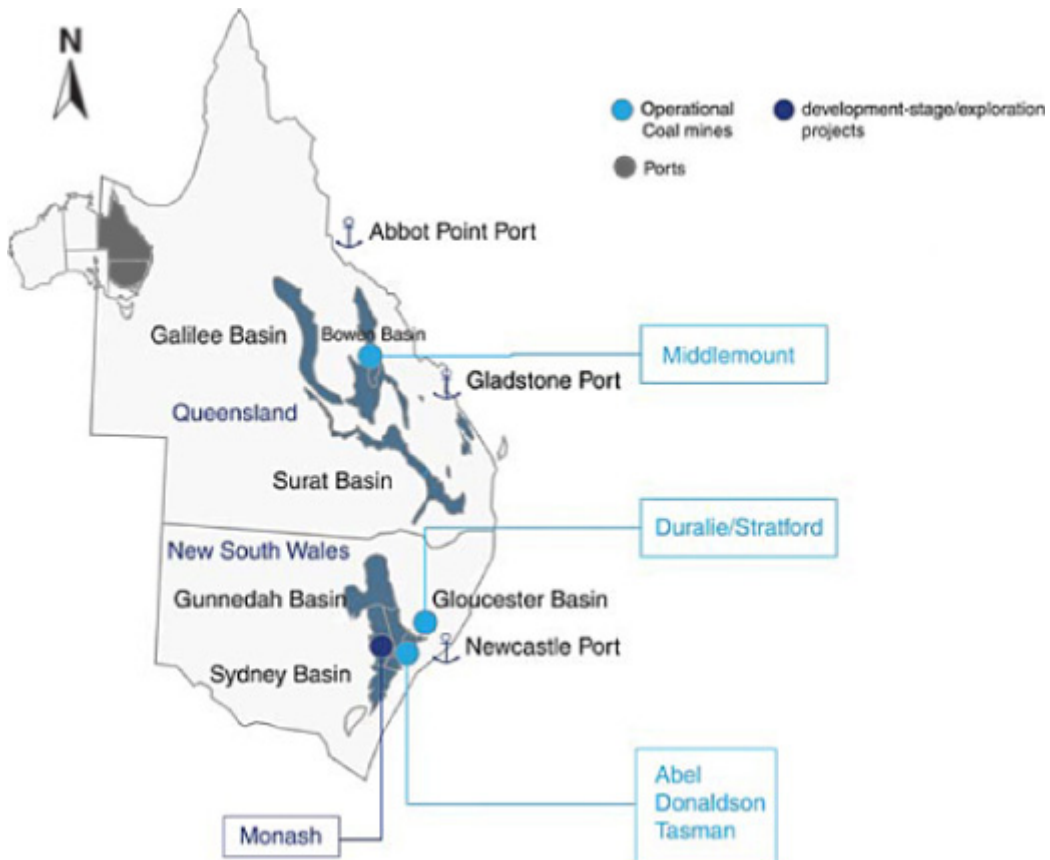 N
Operational
Coal mines
development-stage/exploration
projects
Ports
Abbot Point Port
Galilee Basin
Bowen Basin
Middlemount
Gladstone Port
Queensland
Surat Basin
Duralie/Stratford
New South Wales
Gunnedah Basin
Gloucester Basin
Newcastle Port
Sydney Basin
Abel
Donaldson
Tasman
Monash